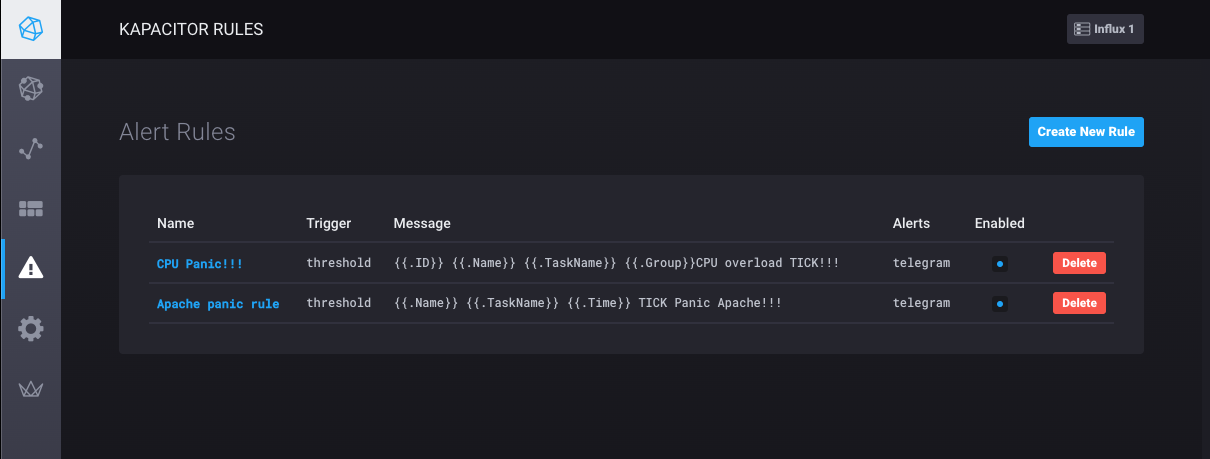 KAPACITOR RULES
Influx 1
Alert Rules
Create New Rule
Name Trigger Message Alerts Enabled
CPU Panic!!! threshold {{.ID}} {{.Name}} {{.TaskName}} {{.Group}}CPU overload TICK!!! telegram Delete
Apache panic rule threshold {{.Name}} {{.TaskName}} {{.Time}} TICK Panic Apache!!! telegram Delete